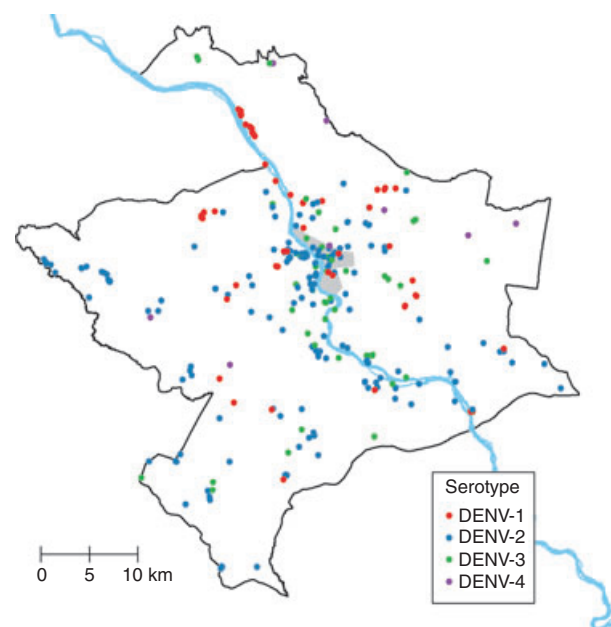 Serotype
DENV-1
DENV-2
DENV-3
DENV-4
0 5 10 km